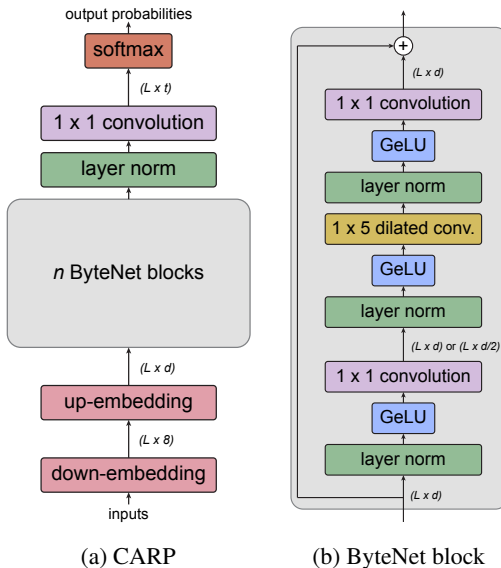 output probabilities
softmax
(L x t)
1 x 1 convolution
layer norm
n ByteNet blocks
(L x d)
up-embedding
(L x 8)
down-embedding
inputs
(a) CARP
+
(L x d)
1 x 1 convolution
GeLU
layer norm
1 x 5 dilated conv.
GeLU
layer norm
(L x d) or (L x d/2)
1 x 1 convolution
GeLU
layer norm
(L x d)
(b) ByteNet block